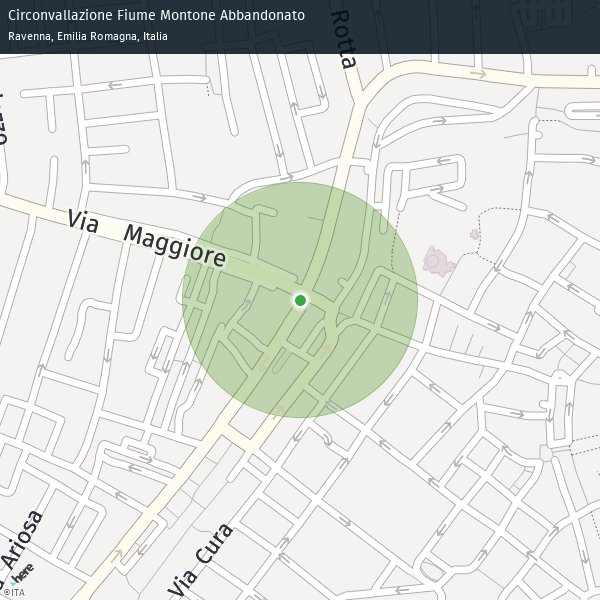 Circonvallazione Fiume Montone Abbandonato
Ravenna, Emilia Romagna, Italia
Rotta
Via Maggiore
Ariosa
Via Cura
here
©ITA